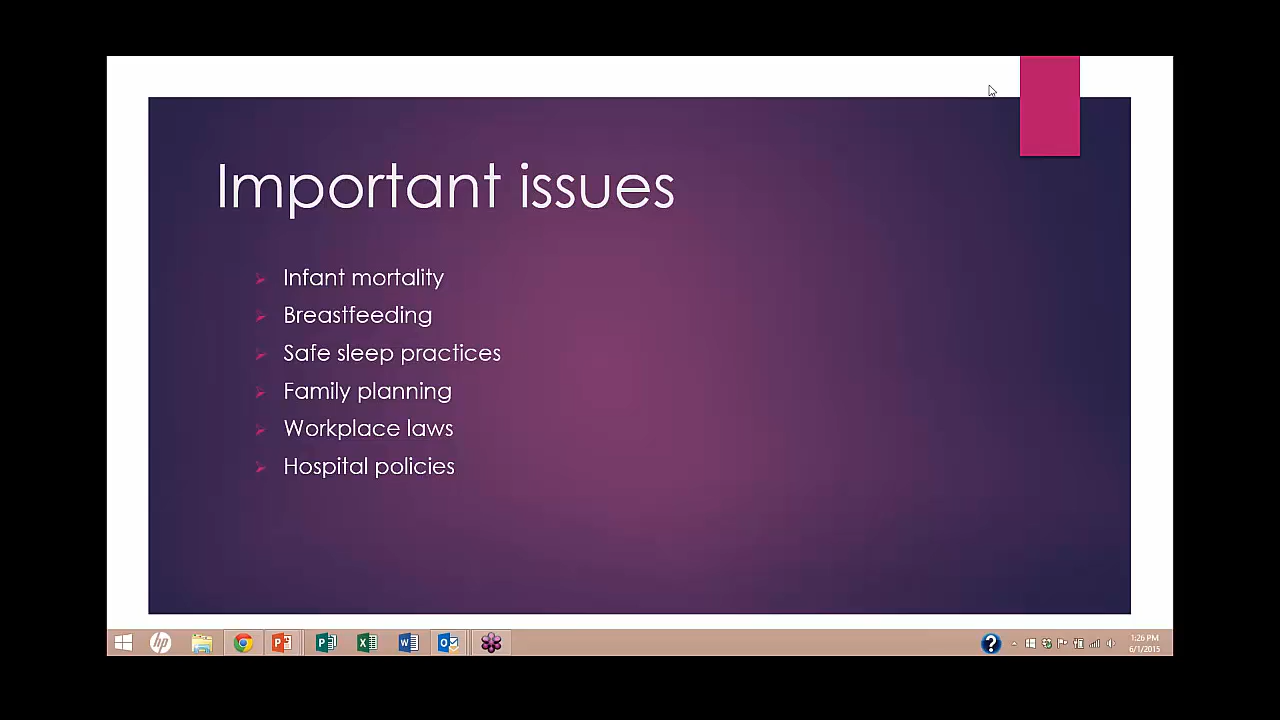 Important issues
Infant mortality
Breastfeeding
Safe sleep practices
Family planning
Workplace laws
Hospital policies
hp
?
1:26 PM
6/1/2015